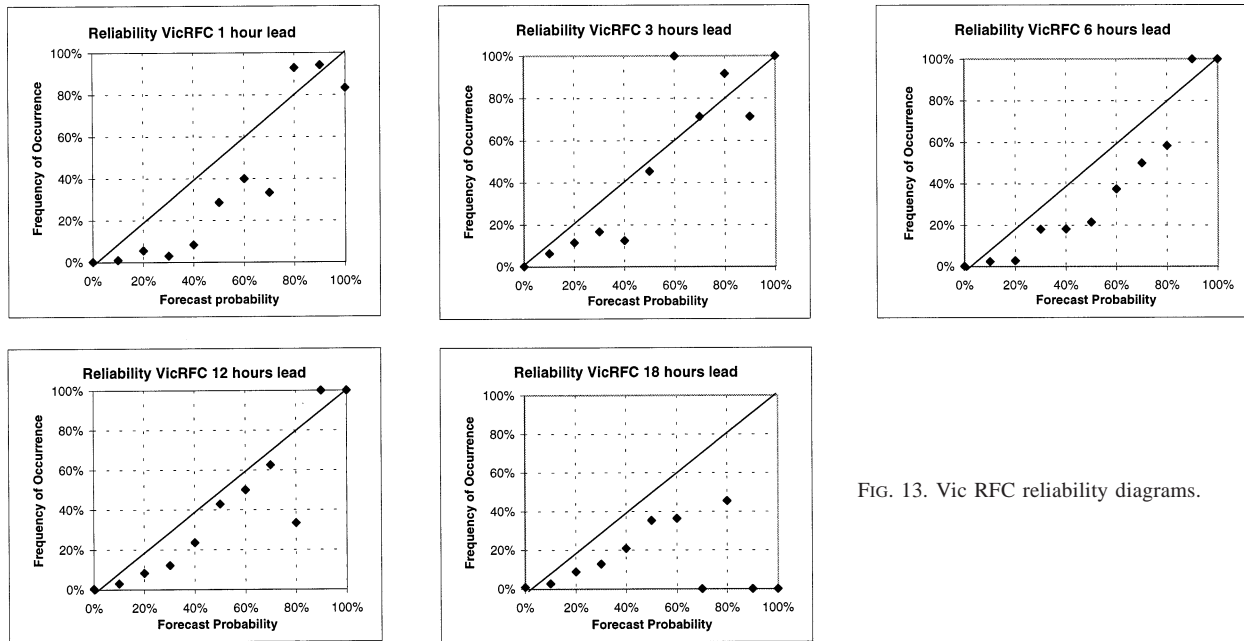 Reliability VicRFC 1 hour lead
Frequency of Occurrence
100%
80%
60%
40%
20%
0%
0% 20% 40% 60% 80% 100%
Forecast probability
Reliability VicRFC 3 hours lead
Frequency of Occurrence
100%
80%
60%
40%
20%
0%
0% 20% 40% 60% 80% 100%
Forecast Probability
Reliability VicRFC 6 hours lead
Frequency of Occurrence
100%
80%
60%
40%
20%
0%
0% 20% 40% 60% 80% 100%
Forecast Probability
Reliability VicRFC 12 hours lead
Frequency of Occurrence
100%
80%
60%
40%
20%
0%
0% 20% 40% 60% 80% 100%
Forecast Probability
Reliability VicRFC 18 hours lead
Frequency of Occurrence
100%
80%
60%
40%
20%
0%
0% 20% 40% 60% 80% 100%
Forecast Probability
FIG. 13. Vic RFC reliability diagrams.